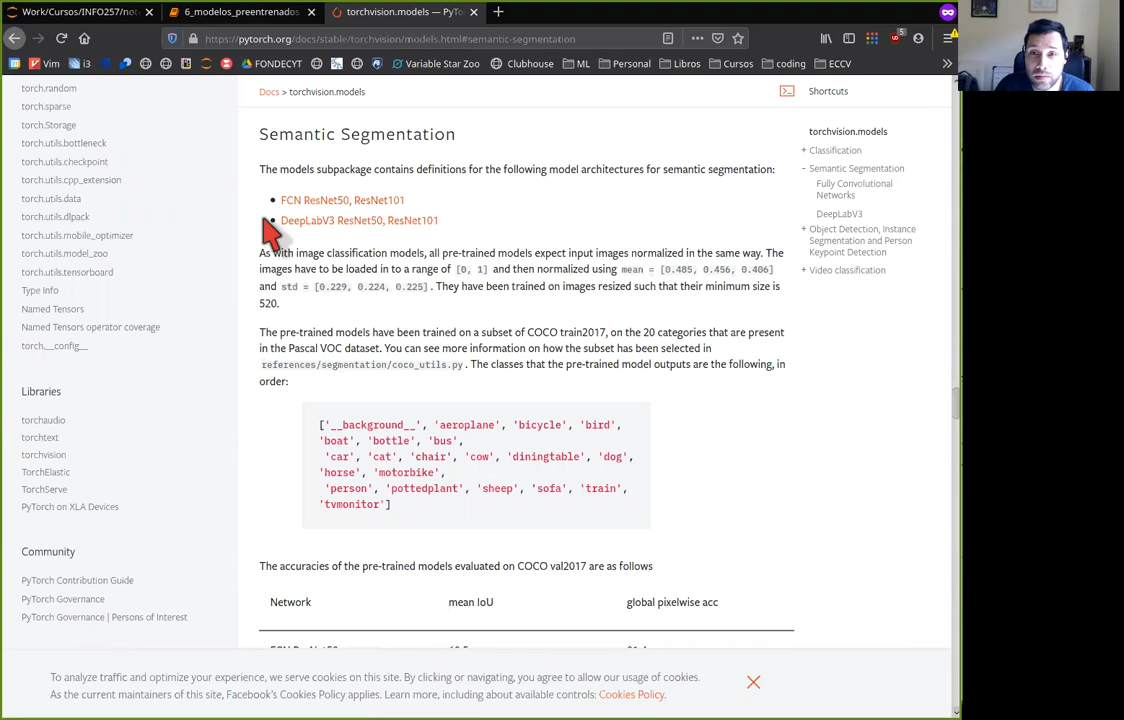 Work/Cursos/INFO257/not
6_modelos_preentrenados
torchvision.models — PyTo
https://pytorch.org/docs/stable/torchvision/models.html#semantic-segmentation
5
Vim
i3
FONDECYT
Variable Star Zoo
Clubhouse
ML
Personal
Libros
Cursos
coding
ECCV
torch.random
torch.sparse
torch.Storage
torch.utils.bottleneck
torch.utils.checkpoint
torch.utils.cpp_extension
torch.utils.data
torch.utils.dlpack
torch.utils.mobile_optimizer
torch.utils.model_zoo
torch.utils.tensorboard
Type Info
Named Tensors
Named Tensors operator coverage
torch.__config__
Libraries
torchaudio
torchtext
torchvision
TorchElastic
TorchServe
PyTorch on XLA Devices
Community
PyTorch Contribution Guide
PyTorch Governance
PyTorch Governance | Persons of Interest
Docs > torchvision.models
Semantic Segmentation
The models subpackage contains definitions for the following model architectures for semantic segmentation:
FCN ResNet50, ResNet101
DeepLabV3 ResNet50, ResNet101
As with image classification models, all pre-trained models expect input images normalized in the same way. The
images have to be loaded in to a range of [0, 1] and then normalized using mean = [0.485, 0.456, 0.406]
and std = [0.229, 0.224, 0.225]. They have been trained on images resized such that their minimum size is
520.
The pre-trained models have been trained on a subset of COCO train2017, on the 20 categories that are present
in the Pascal VOC dataset. You can see more information on how the subset has been selected in
references/segmentation/coco_utils.py. The classes that the pre-trained model outputs are the following, in
order:
['__background__', 'aeroplane', 'bicycle', 'bird',
'boat', 'bottle', 'bus',
'car', 'cat', 'chair', 'cow', 'diningtable', 'dog',
'horse', 'motorbike',
'person', 'pottedplant', 'sheep', 'sofa', 'train',
'tvmonitor']
The accuracies of the pre-trained models evaluated on COCO val2017 are as follows
Network mean IoU global pixelwise acc
Shortcuts
torchvision.models
+ Classification
- Semantic Segmentation
Fully Convolutional
Networks
DeepLabV3
+ Object Detection, Instance
Segmentation and Person
Keypoint Detection
+ Video classification
To analyze traffic and optimize your experience, we serve cookies on this site. By clicking or navigating, you agree to allow our usage of cookies.
As the current maintainers of this site, Facebook's Cookies Policy applies. Learn more, including about available controls: Cookies Policy.